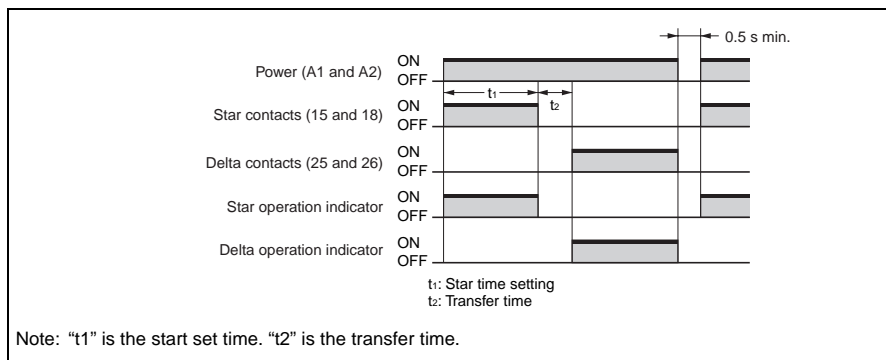 0.5 s min.
Power (A1 and A2) ON
OFF
t1
t2
Star contacts (15 and 18) ON
OFF
Delta contacts (25 and 26) ON
OFF
Star operation indicator ON
OFF
Delta operation indicator ON
OFF
t1: Star time setting
t2: Transfer time
Note: “t1” is the start set time. “t2” is the transfer time.